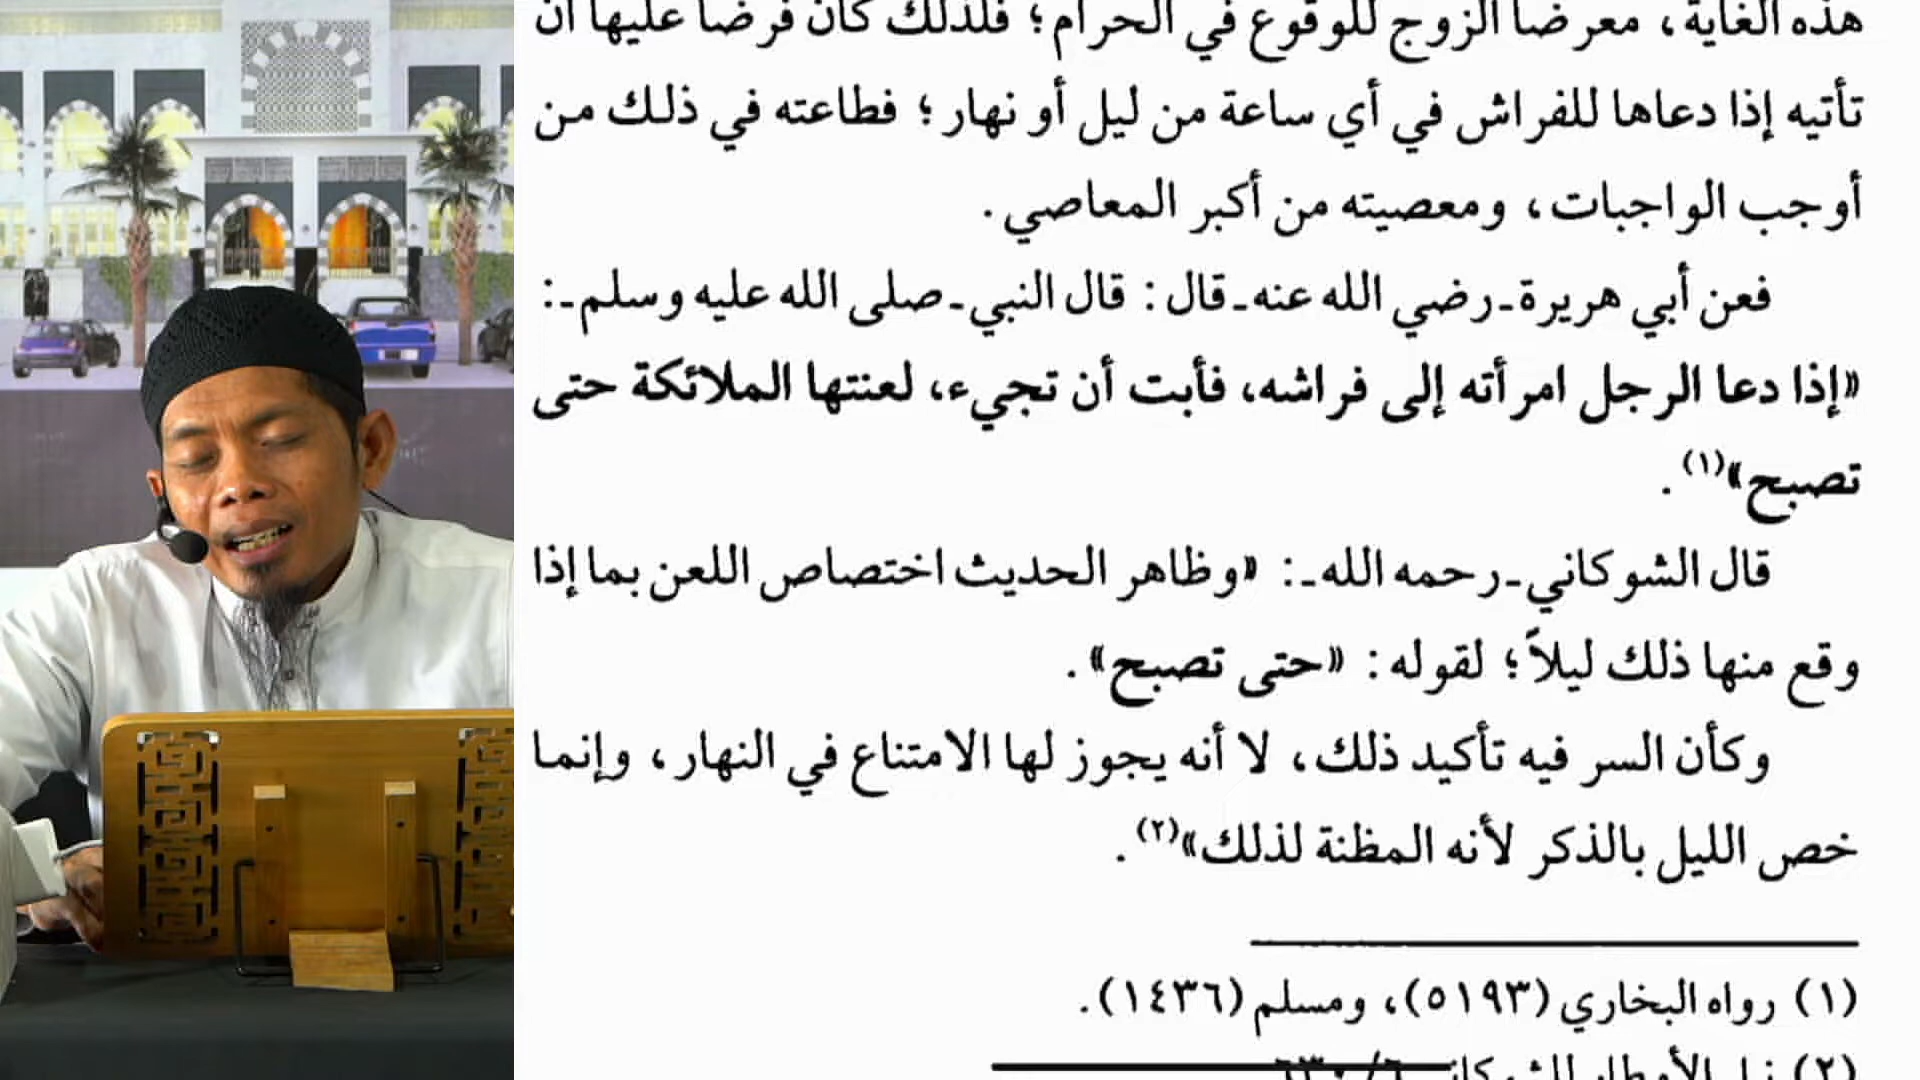 هذه الغاية، معرضا الزوج للوقوع في الحرام؛ فلذلك كان فرضا عليها أن
تأتيه إذا دعاها للفراش في أي ساعة من ليل أو نهار؛ فطاعته في ذلك من
أوجب الواجبات، ومعصيته من أكبر المعاصي.
فعن أبي هريرة ـ رضي الله عنه ـ قال: قال النبي ـ صلى الله عليه وسلم ـ:
«إذا دعا الرجل امرأته إلى فراشه، فأبت أن تجيء، لعنتها الملائكة حتى
تصبح»(١).
قال الشوكاني ـ رحمه الله ـ: «وظاهر الحديث اختصاص اللعن بما إذا
وقع منها ذلك ليلاً؛ لقوله: «حتى تصبح».
وكأن السر فيه تأكيد ذلك، لا أنه يجوز لها الامتناع في النهار، وإنما
خص الليل بالذكر لأنه المظنة لذلك»(٢).
(١) رواه البخاري (٥١٩٣)، ومسلم (١٤٣٦).
(٢) نيل الأوطار للشوكاني